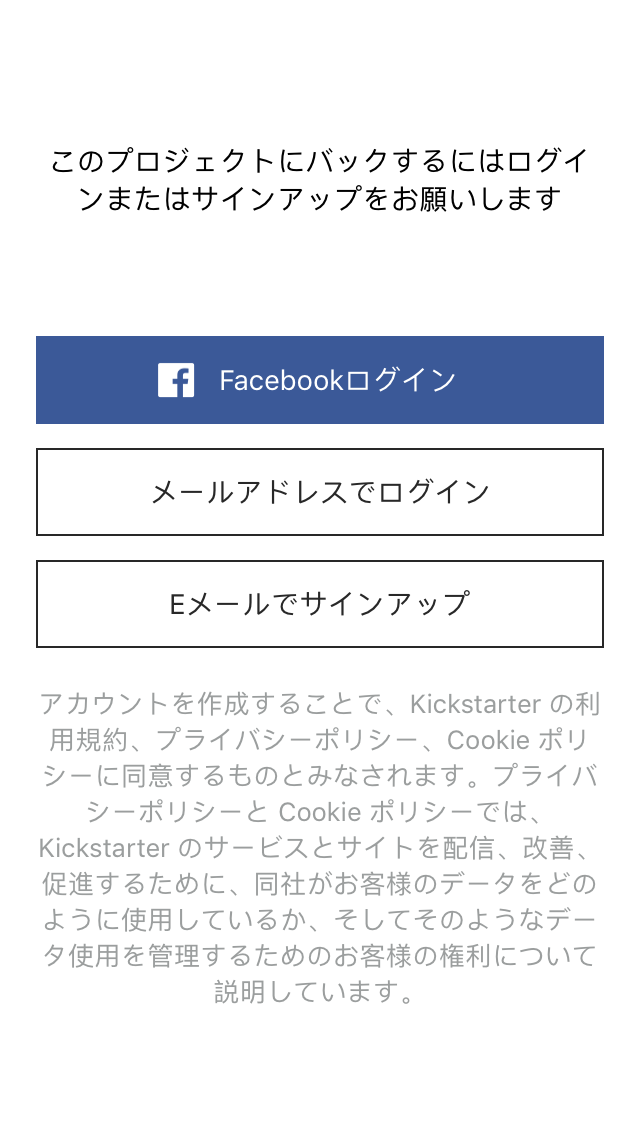 このプロジェクトにバックするにはログイ
ンまたはサインアップをお願いします
Facebookログイン
メールアドレスでログイン
Eメールでサインアップ
アカウントを作成することで、Kickstarter の利
用規約、プライバシーポリシー、Cookie ポリ
シーに同意するものとみなされます。プライバ
シーポリシーと Cookie ポリシーでは、
Kickstarter のサービスとサイトを配信、改善、
促進するために、同社がお客様のデータをどの
ように使用しているか、そしてそのようなデー
タ使用を管理するためのお客様の権利について
説明しています。